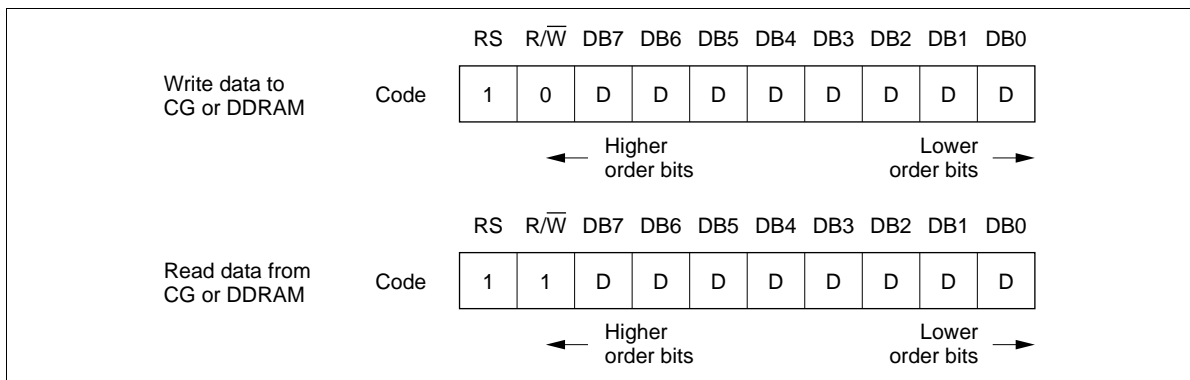 RS R/W̅ DB7 DB6 DB5 DB4 DB3 DB2 DB1 DB0
Write data to
CG or DDRAM
Code 1 0 D D D D D D D D
Higher
order bits
Lower
order bits
RS R/W̅ DB7 DB6 DB5 DB4 DB3 DB2 DB1 DB0
Read data from
CG or DDRAM
Code 1 1 D D D D D D D D
Higher
order bits
Lower
order bits